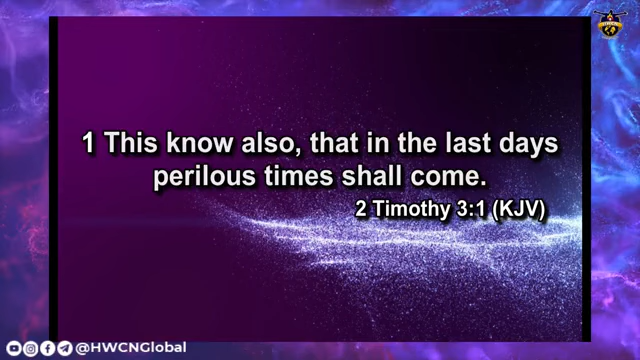 1 This know also, that in the last days
perilous times shall come.
2 Timothy 3:1 (KJV)
@HWCNGlobal